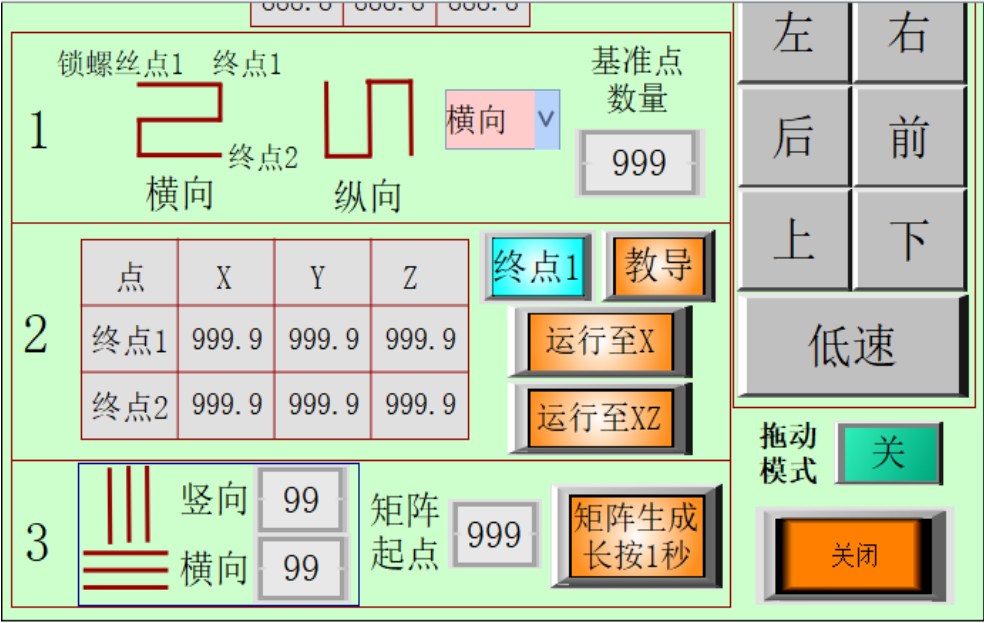 锁螺丝点1 终点1
终点2
1
横向 纵向
横向
基准点
数量
999
2
点 X Y Z
终点1 999.9 999.9 999.9
终点2 999.9 999.9 999.9
终点1 教导
运行至X
运行至XZ
3
竖向 99
横向 99
矩阵
起点
999
矩阵生成
长按1秒
左 右
后 前
上 下
低速
拖动
模式
关
关闭